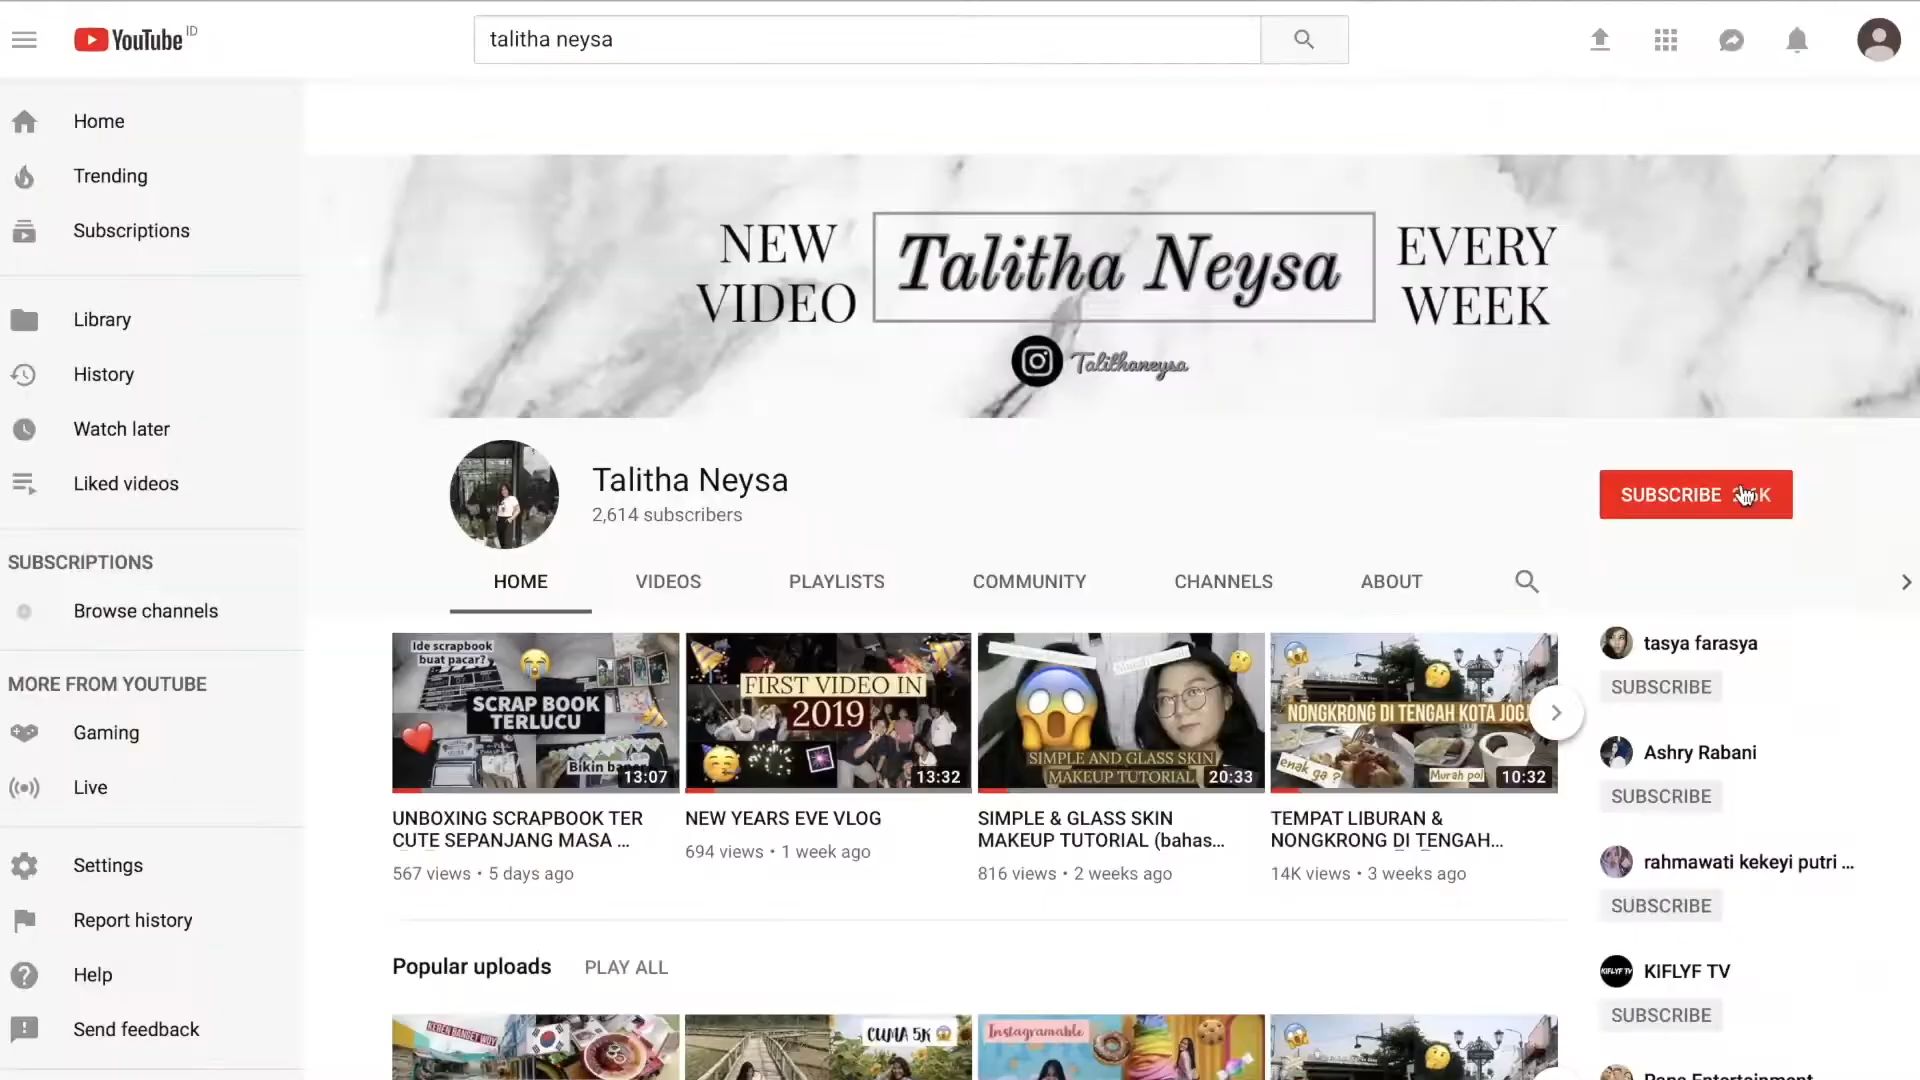 YouTube ID
talitha neysa
Home
Trending
Subscriptions
Library
History
Watch later
Liked videos
SUBSCRIPTIONS
Browse channels
MORE FROM YOUTUBE
Gaming
Live
Settings
Report history
Help
Send feedback
NEW VIDEO
Talitha Neysa
EVERY WEEK
Talithaneysa
Talitha Neysa
2,614 subscribers
SUBSCRIBE
HOME
VIDEOS
PLAYLISTS
COMMUNITY
CHANNELS
ABOUT
Ide scrapbook
buat pacar?
SCRAP BOOK
TERLUCU
Bikin
13:07
UNBOXING SCRAPBOOK TER
CUTE SEPANJANG MASA ...
567 views • 5 days ago
FIRST VIDEO IN
2019
13:32
NEW YEARS EVE VLOG
694 views • 1 week ago
SIMPLE AND GLASS SKIN
MAKEUP TUTORIAL
20:33
SIMPLE & GLASS SKIN
MAKEUP TUTORIAL (bahas...
816 views • 2 weeks ago
NONGKRONG DI TENGAH KOTA
enak ga ?
Murah pol
10:32
TEMPAT LIBURAN &
NONGKRONG DI TENGAH...
14K views • 3 weeks ago
Popular uploads
PLAY ALL
KEREN BANGET WOY
CUMA 5K
Instagramable
tasya farasya
SUBSCRIBE
Ashry Rabani
SUBSCRIBE
rahmawati kekeyi putri ...
SUBSCRIBE
KIFLYF TV
KIFLYF TV
SUBSCRIBE